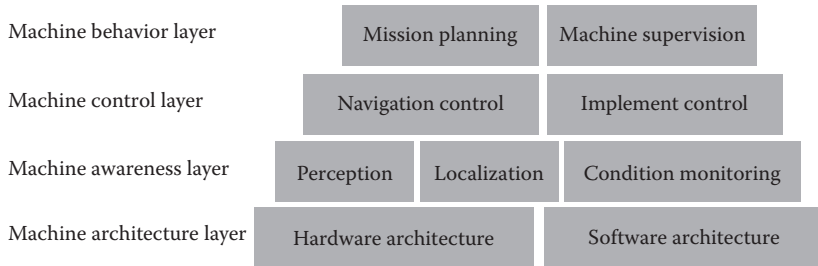 Machine behavior layer Mission planning Machine supervision
Machine control layer Navigation control Implement control
Machine awareness layer Perception Localization Condition monitoring
Machine architecture layer Hardware architecture Software architecture